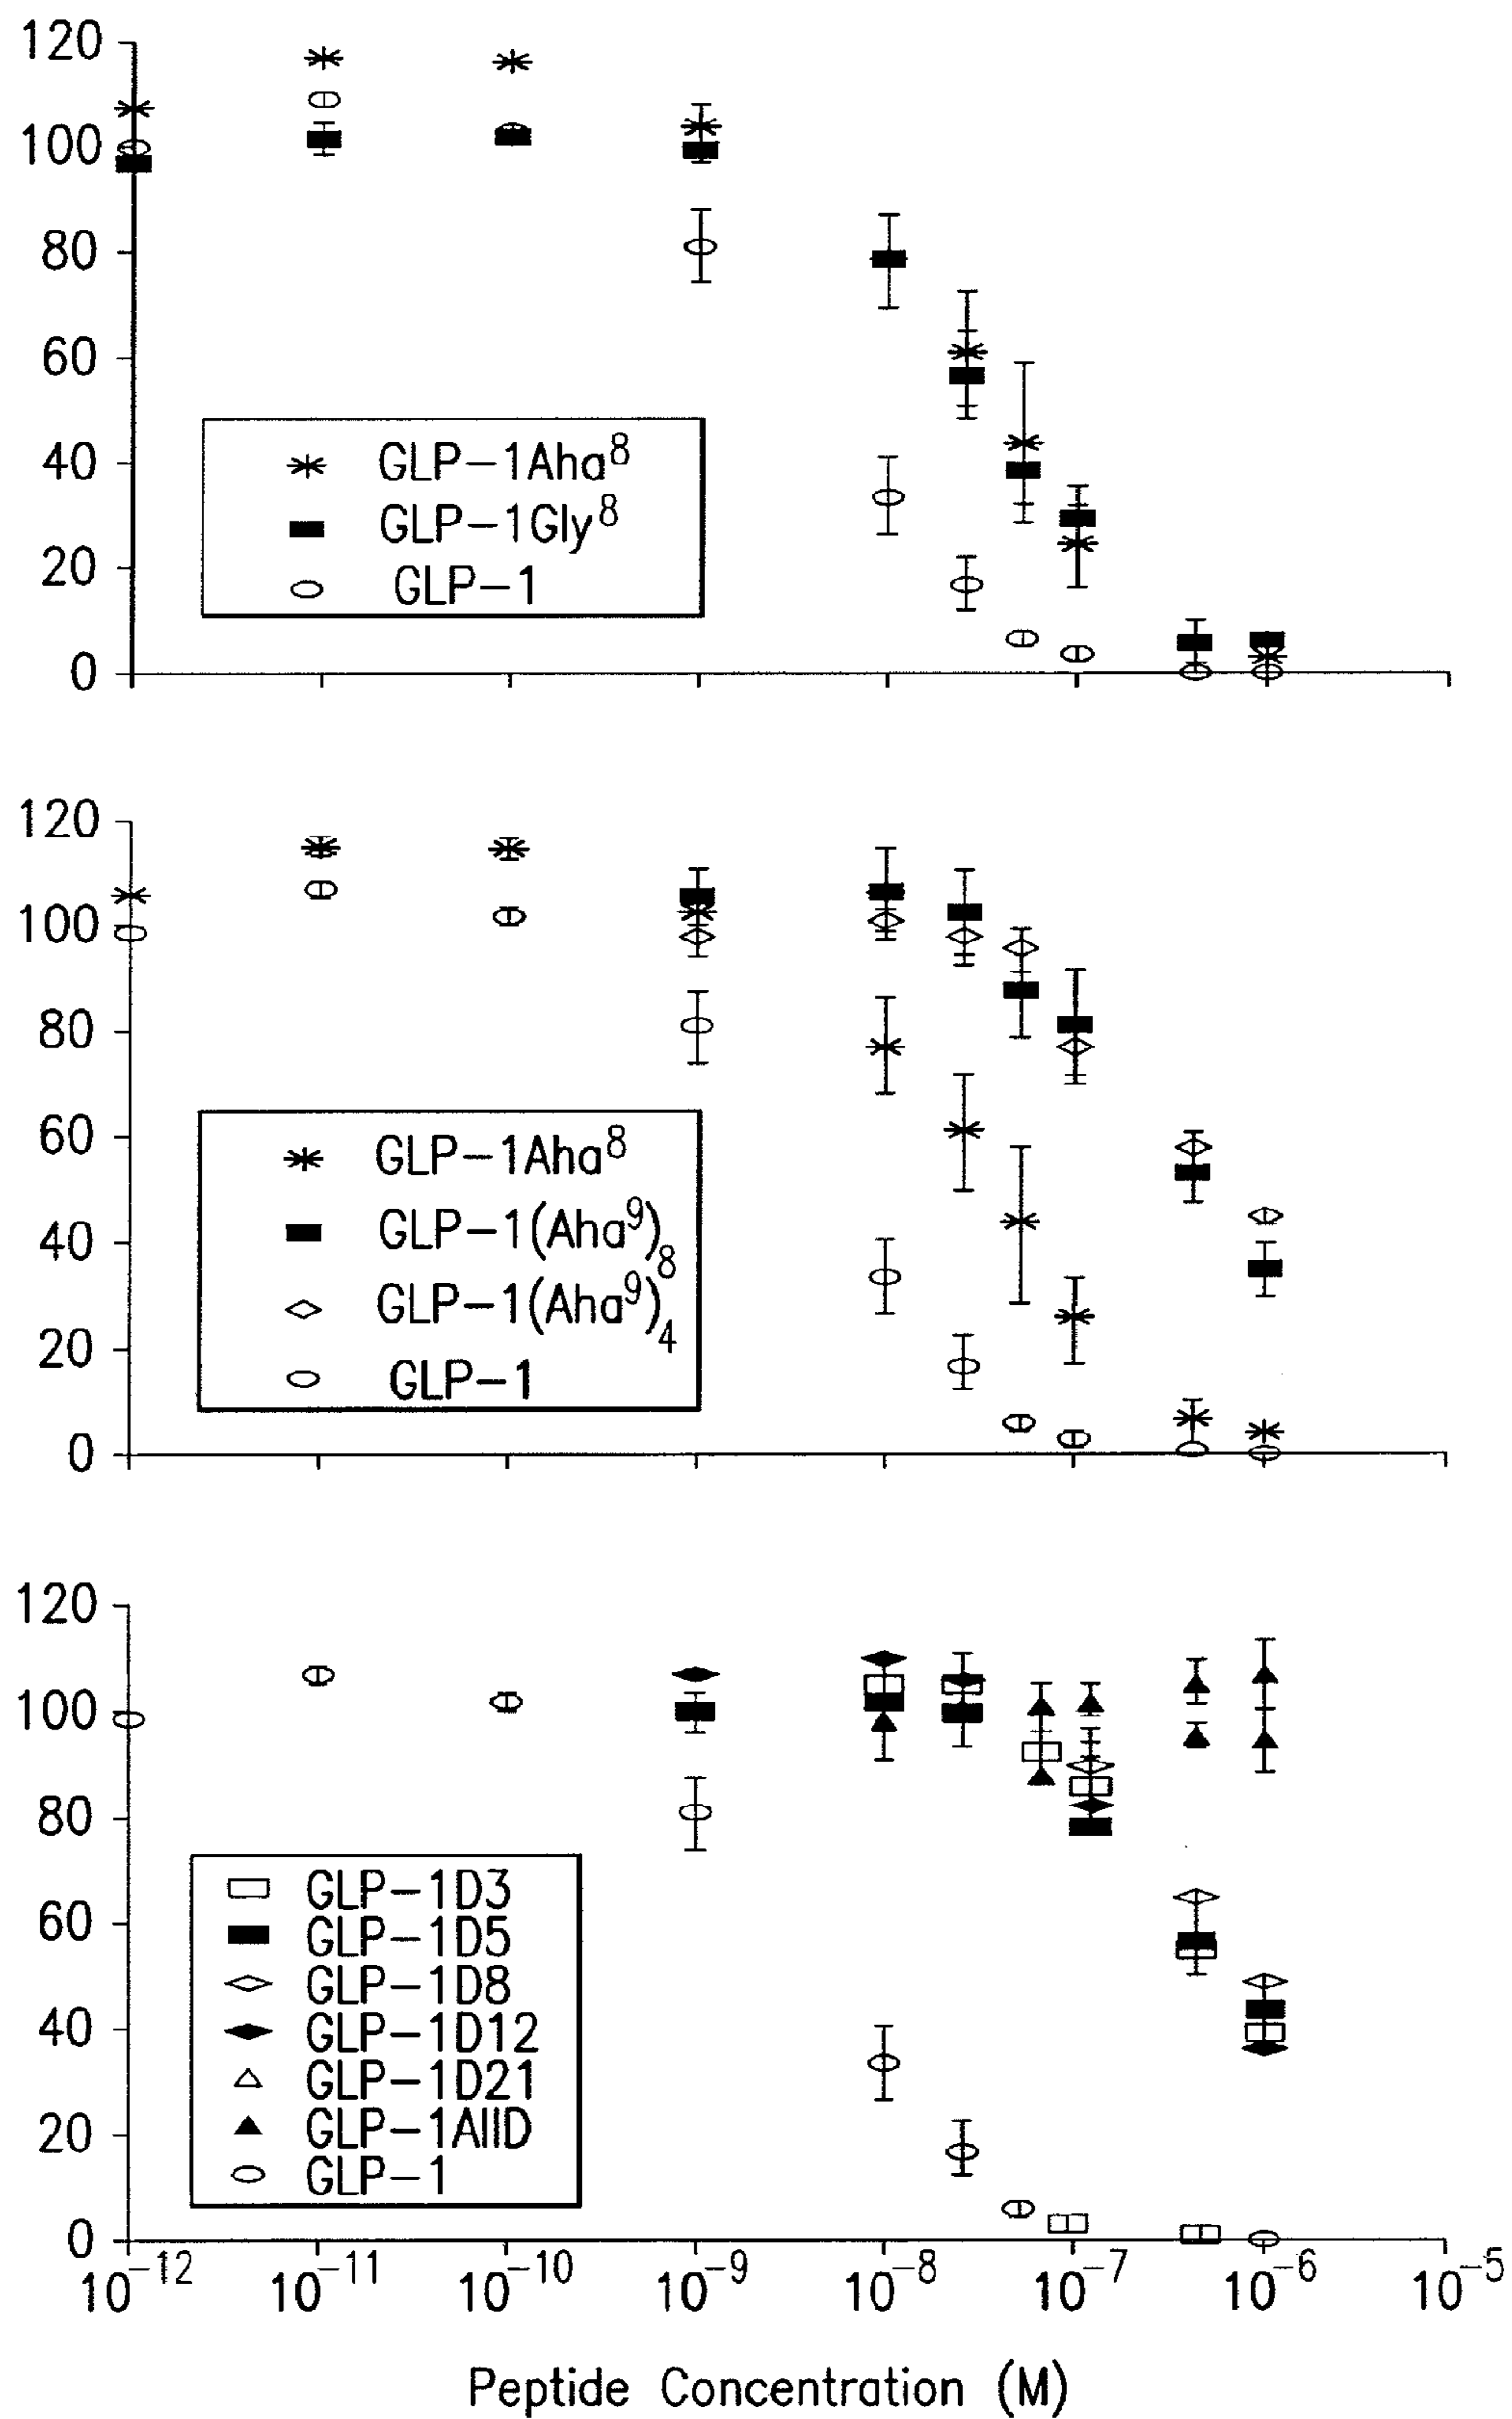 120
100
80
60
40
20
0
GLP-1Aha⁸
GLP-1Gly⁸
GLP-1
120
100
80
60
40
20
0
GLP-1Aha⁸
GLP-1(Aha⁹)₈
GLP-1(Aha⁹)₄
GLP-1
120
100
80
60
40
20
0
GLP-1D3
GLP-1D5
GLP-1D8
GLP-1D12
GLP-1D21
GLP-1AllD
GLP-1
10⁻¹² 10⁻¹¹ 10⁻¹⁰ 10⁻⁹ 10⁻⁸ 10⁻⁷ 10⁻⁶ 10⁻⁵
Peptide Concentration (M)